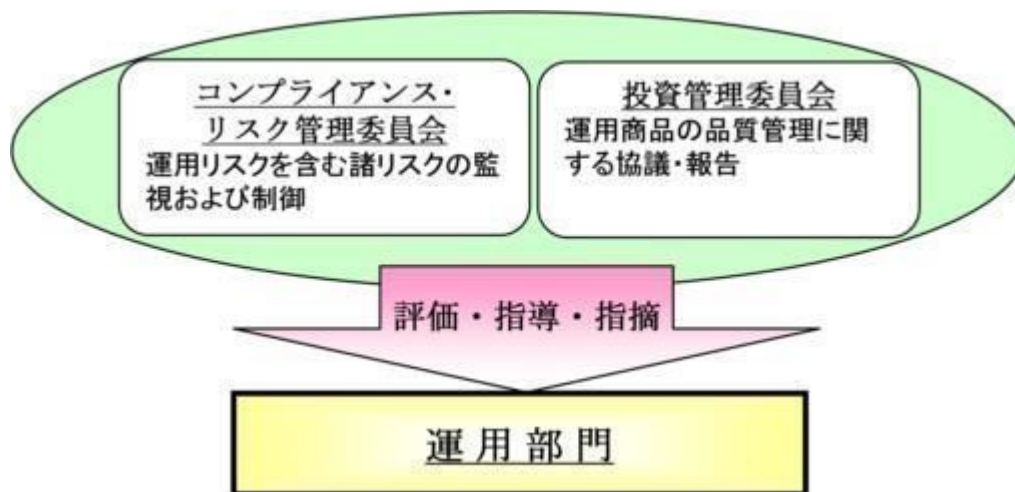 コンプライアンス・
リスク管理委員会
運用リスクを含む諸リスクの監
視および制御
投資管理委員会
運用商品の品質管理に関
する協議・報告
評価・指導・指摘
運用部門